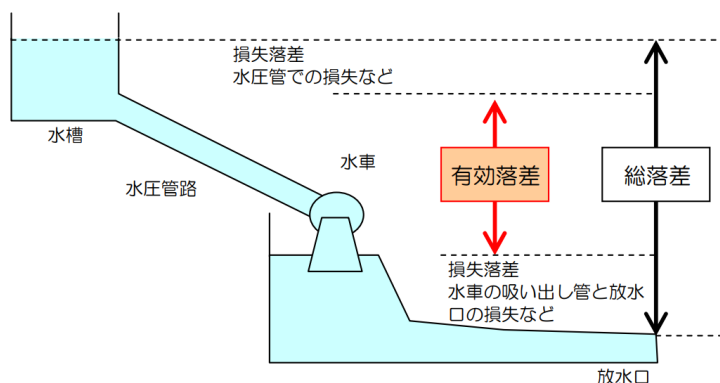 損失落差
水圧管での損失など
水槽
水車
水圧管路
有効落差
総落差
損失落差
水車の吸い出し管と放水
口の損失など
放水口